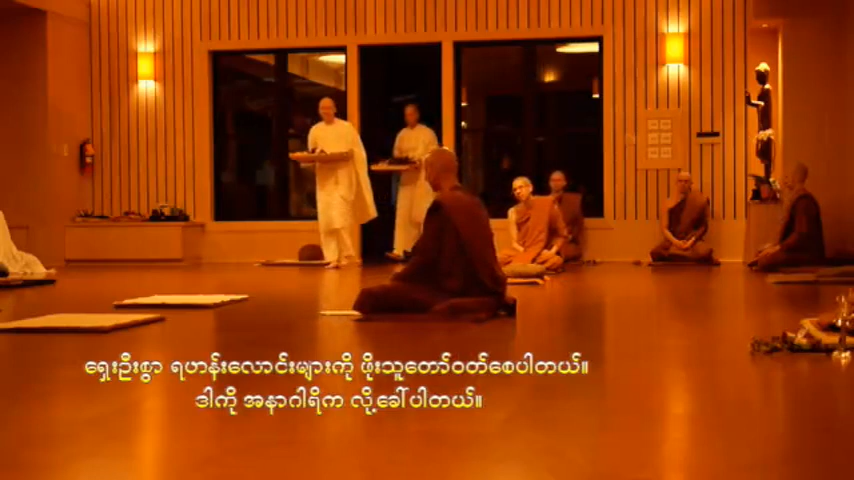 ရှေးဦးစွာ ရဟန်းလောင်းများကို ဖိုးသူတော်ဝတ်စေပါတယ်။
ဒါကို အနာဂါရိက လို့ခေါ်ပါတယ်။